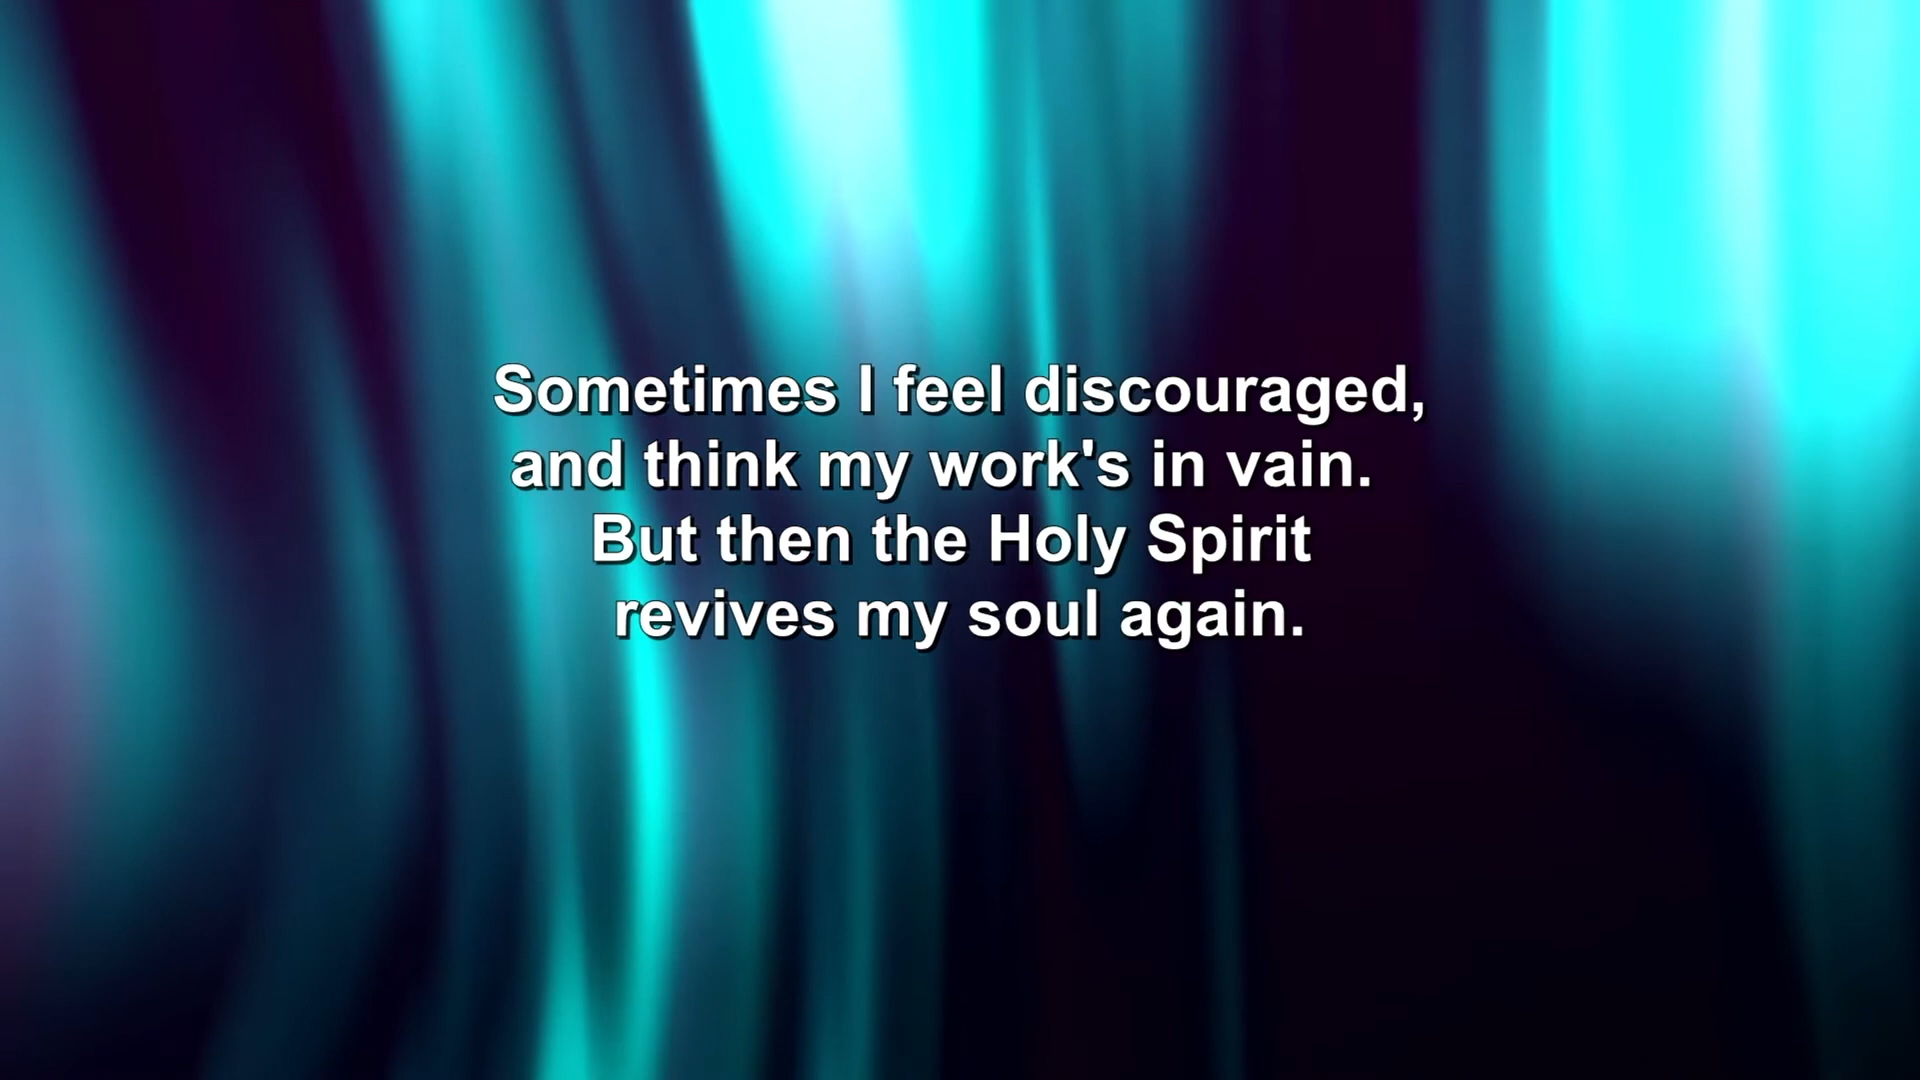 Sometimes I feel discouraged,
and think my work's in vain.
But then the Holy Spirit
revives my soul again.